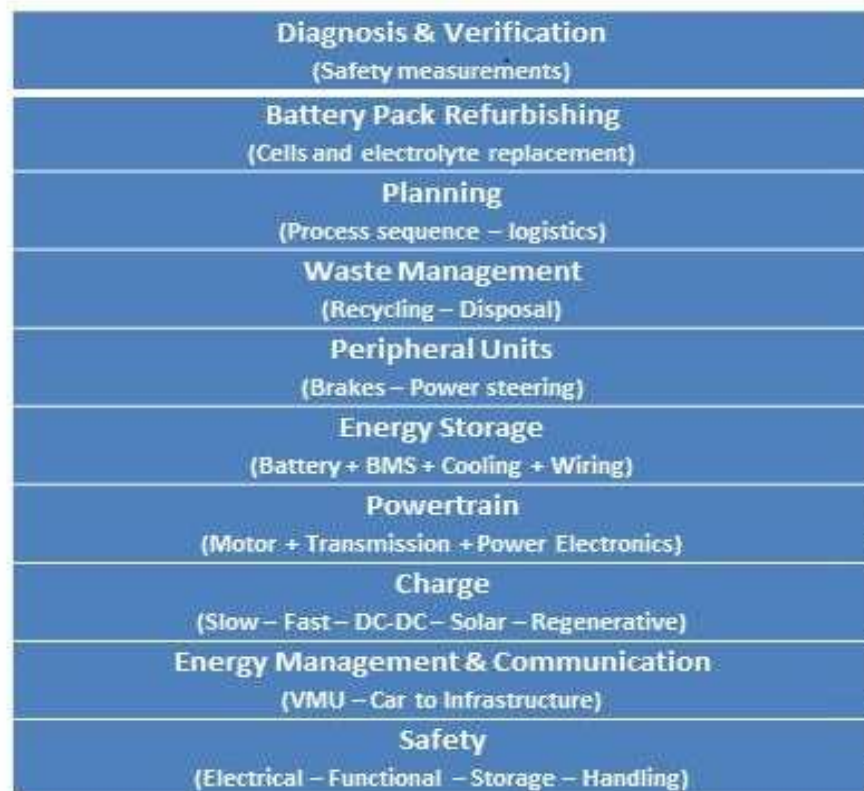 Diagnosis & Verification
(Safety measurements)
Battery Pack Refurbishing
(Cells and electrolyte replacement)
Planning
(Process sequence – logistics)
Waste Management
(Recycling – Disposal)
Peripheral Units
(Brakes – Power steering)
Energy Storage
(Battery + BMS + Cooling + Wiring)
Powertrain
(Motor + Transmission + Power Electronics)
Charge
(Slow – Fast – DC-DC – Solar – Regenerative)
Energy Management & Communication
(VMU – Car to Infrastructure)
Safety
(Electrical – Functional – Storage – Handling)